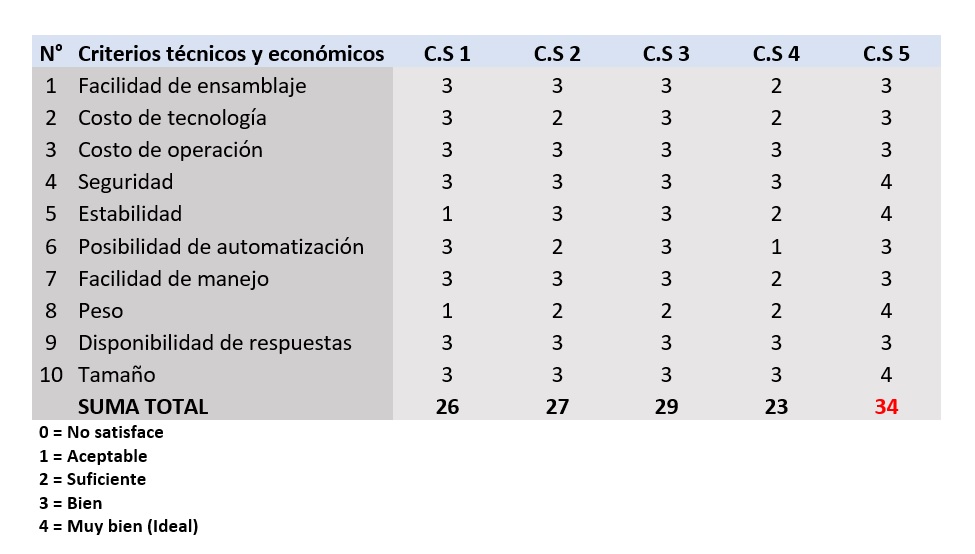 N° Criterios técnicos y económicos C.S 1 C.S 2 C.S 3 C.S 4 C.S 5
1 Facilidad de ensamblaje 3 3 3 2 3
2 Costo de tecnología 3 2 3 2 3
3 Costo de operación 3 3 3 3 3
4 Seguridad 3 3 3 3 4
5 Estabilidad 1 3 3 2 4
6 Posibilidad de automatización 3 2 3 1 3
7 Facilidad de manejo 3 3 3 2 3
8 Peso 1 2 2 2 4
9 Disponibilidad de respuestas 3 3 3 3 3
10 Tamaño 3 3 3 3 4
SUMA TOTAL 26 27 29 23 34
0 = No satisface
1 = Aceptable
2 = Suficiente
3 = Bien
4 = Muy bien (Ideal)